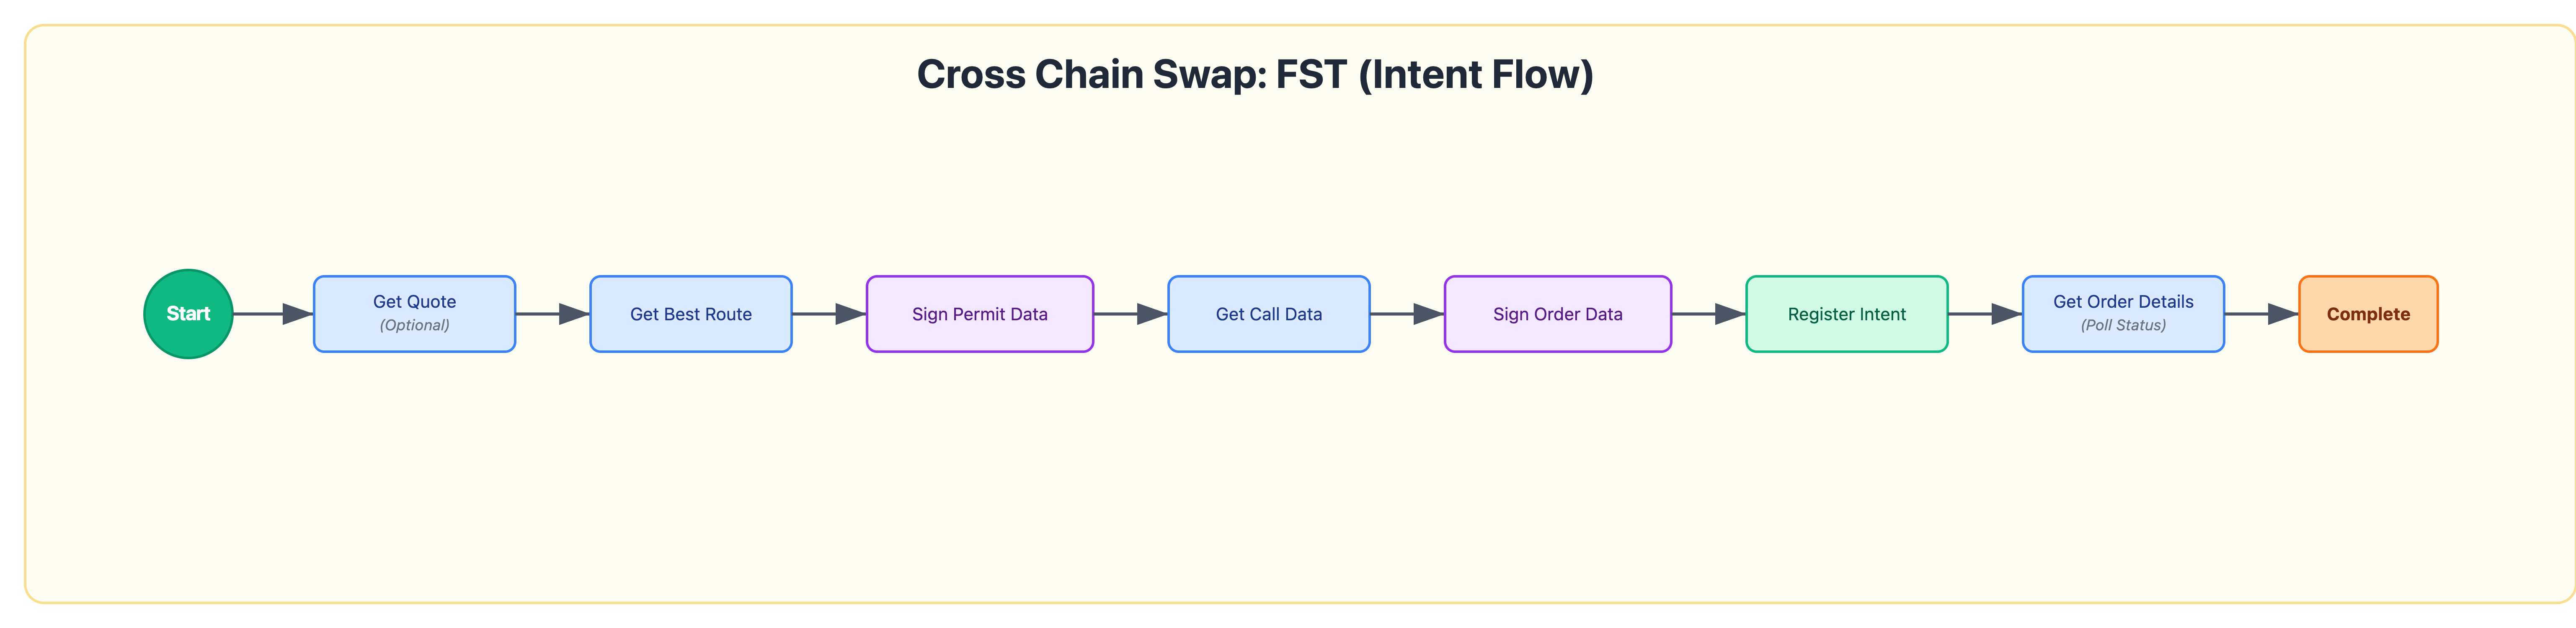 Cross Chain Swap: FST (Intent Flow)
Start
Get Quote
(Optional)
Get Best Route
Sign Permit Data
Get Call Data
Sign Order Data
Register Intent
Get Order Details
(Poll Status)
Complete